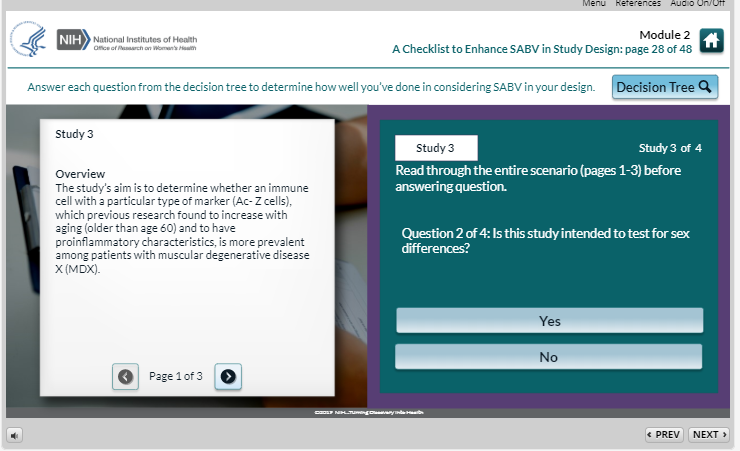 Menu References Audio On/Off
NIH National Institutes of Health
Office of Research on Women's Health
Module 2
A Checklist to Enhance SABV in Study Design: page 28 of 48
Answer each question from the decision tree to determine how well you've done in considering SABV in your design.
Decision Tree
Study 3
Overview
The study's aim is to determine whether an immune
cell with a particular type of marker (Ac- Z cells),
which previous research found to increase with
aging (older than age 60) and to have
proinflammatory characteristics, is more prevalent
among patients with muscular degenerative disease
X (MDX).
Page 1 of 3
Study 3
Study 3 of 4
Read through the entire scenario (pages 1-3) before
answering question.
Question 2 of 4: Is this study intended to test for sex
differences?
Yes
No
©2017 NIH...Turning Discovery Into Health
PREV
NEXT